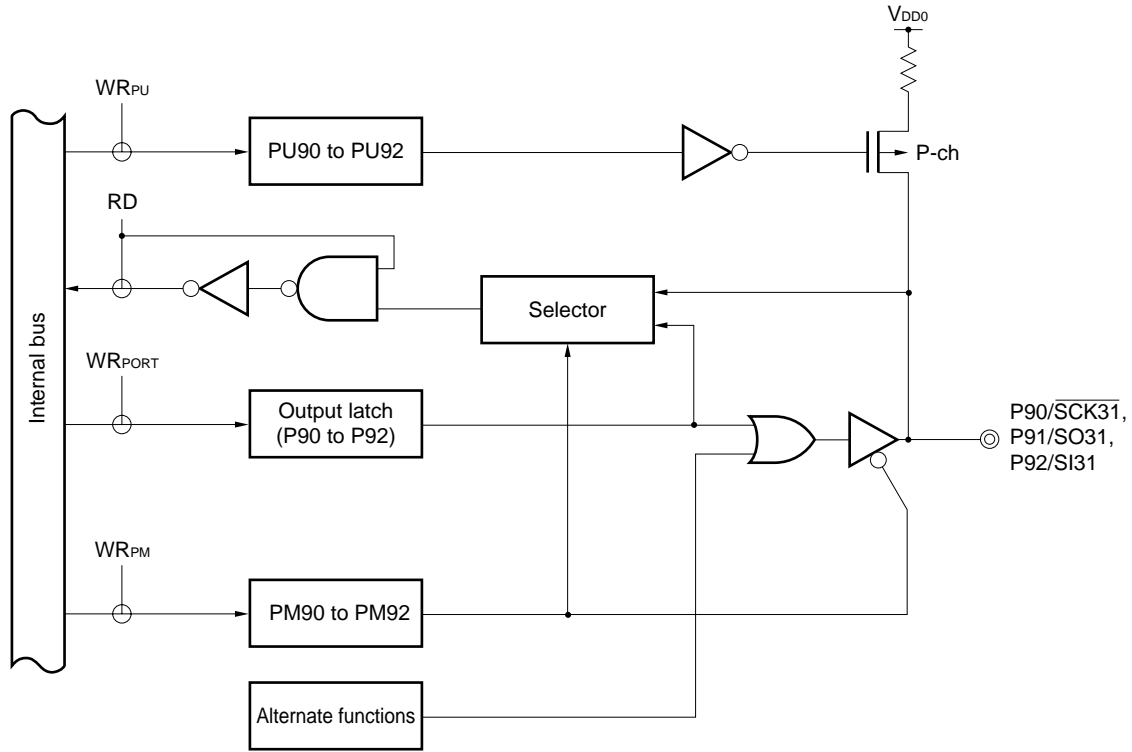 VDD0
WRPU
PU90 to PU92
P-ch
RD
Selector
Internal bus
WRPORT
Output latch
(P90 to P92)
P90/SCK31,
P91/SO31,
P92/SI31
WRPM
PM90 to PM92
Alternate functions